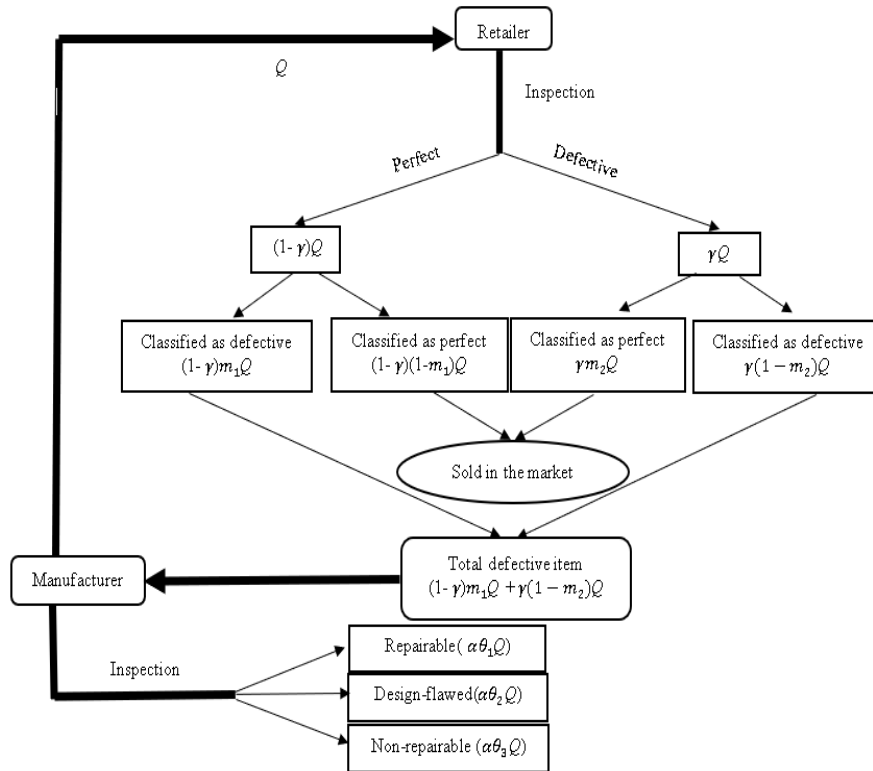 Retailer
Q
Inspection
Perfect
Defective
(1- γ)Q
γQ
Classified as defective
(1- γ)m₁Q
Classified as perfect
(1- γ)(1-m₁)Q
Classified as perfect
γm₂Q
Classified as defective
γ(1 − m₂)Q
Sold in the market
Total defective item
(1- γ)m₁Q +γ(1 − m₂)Q
Manufacturer
Inspection
Repairable( αθ₁Q)
Design-flawed(αθ₂Q)
Non-repairable (αθ₃Q)